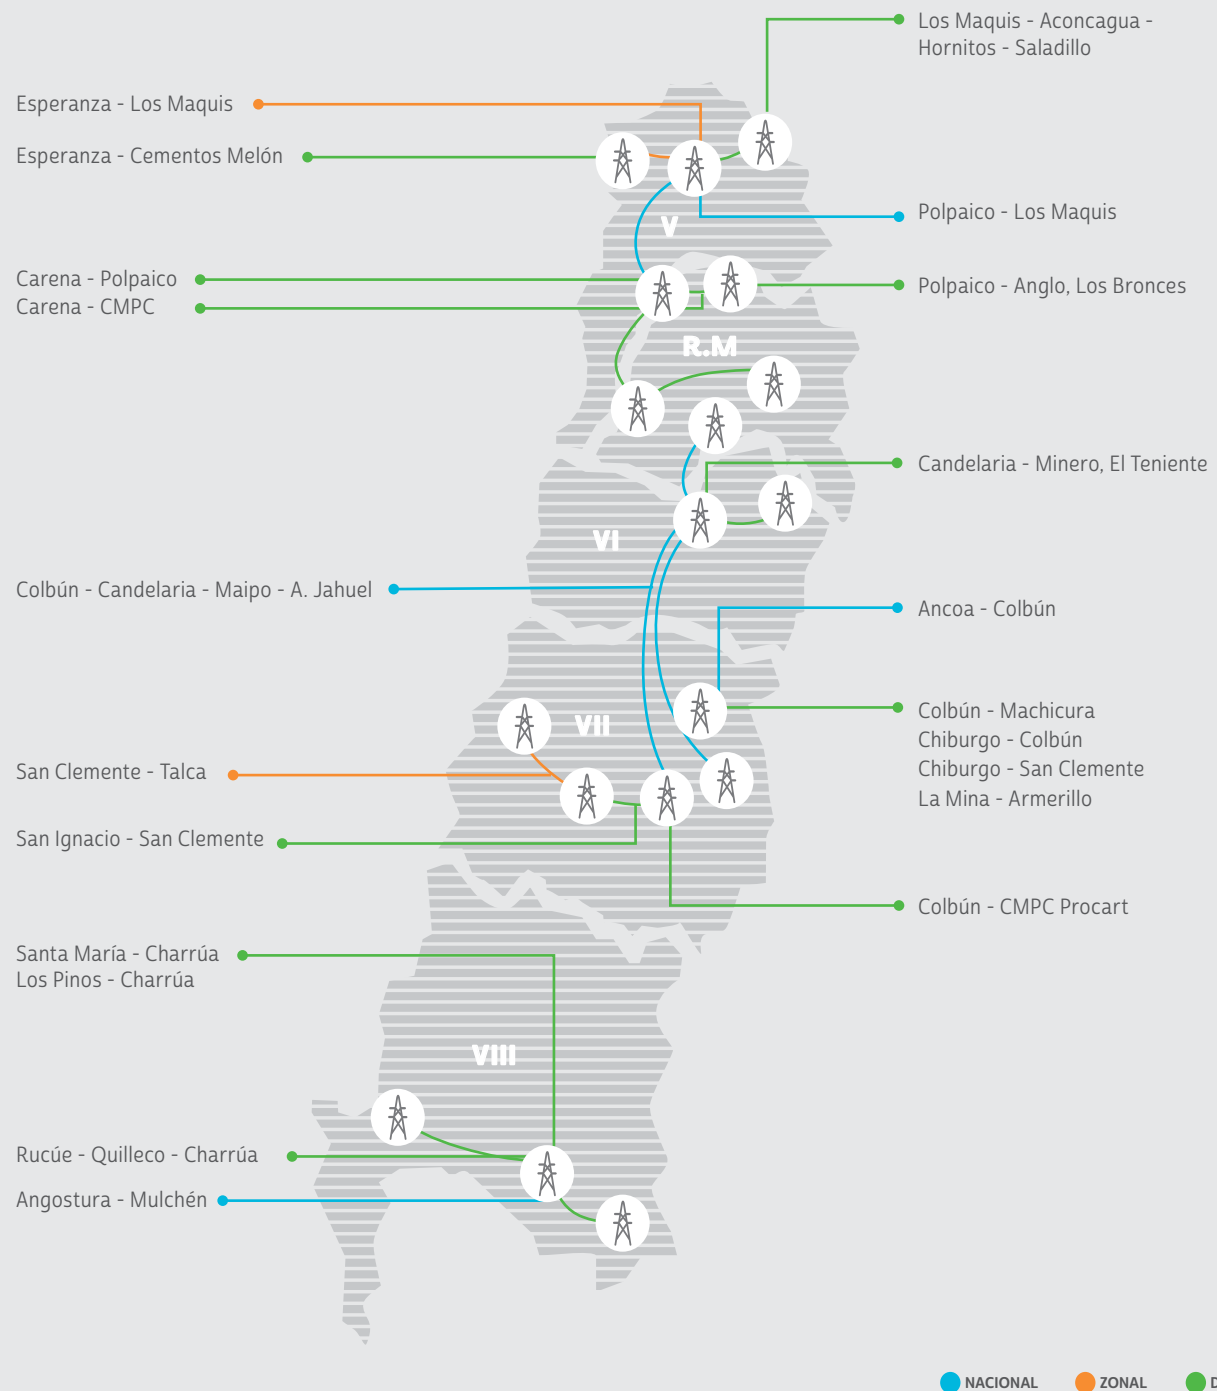 Los Maquis - Aconcagua -
Hornitos - Saladillo
Esperanza - Los Maquis
Esperanza - Cementos Melón
Polpaico - Los Maquis
V
Carena - Polpaico
Carena - CMPC
Polpaico - Anglo, Los Bronces
R.M
Candelaria - Minero, El Teniente
VI
Colbún - Candelaria - Maipo - A. Jahuel
Ancoa - Colbún
Colbún - Machicura
Chiburgo - Colbún
Chiburgo - San Clemente
La Mina - Armerillo
VII
San Clemente - Talca
San Ignacio - San Clemente
Colbún - CMPC Procart
Santa María - Charrúa
Los Pinos - Charrúa
VIII
Rucúe - Quilleco - Charrúa
Angostura - Mulchén
NACIONAL
ZONAL